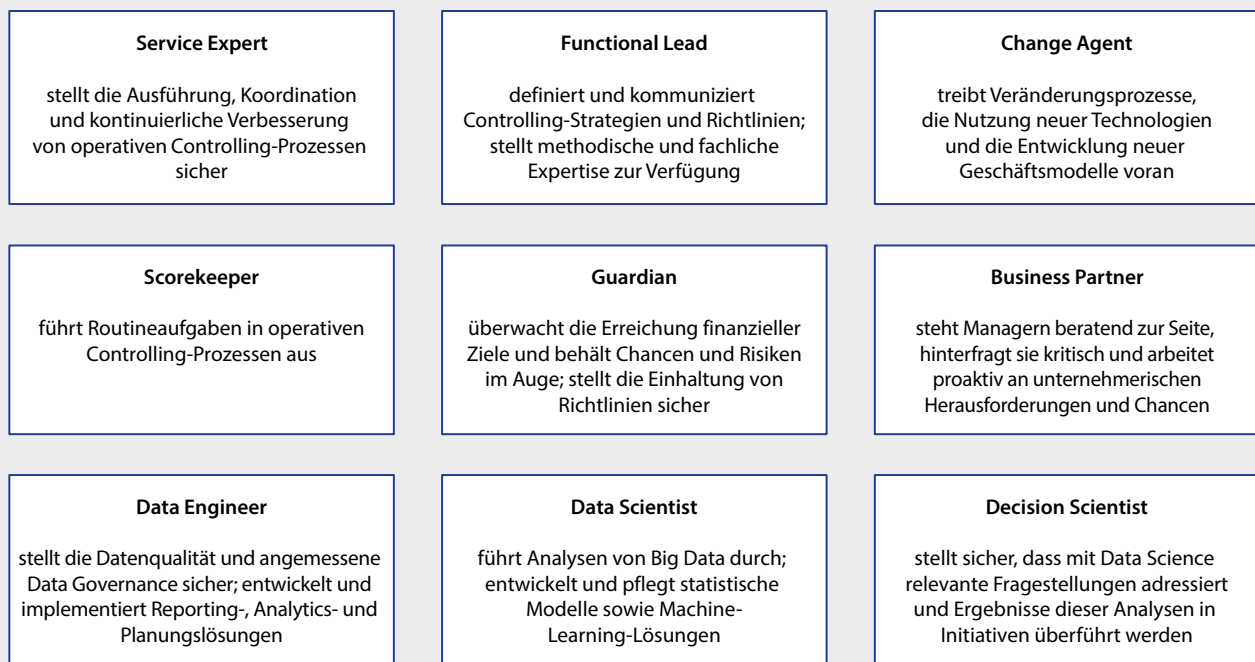 Service Expert
stellt die Ausführung, Koordination
und kontinuierliche Verbesserung
von operativen Controlling-Prozessen
sicher
Functional Lead
definiert und kommuniziert
Controlling-Strategien und Richtlinien;
stellt methodische und fachliche
Expertise zur Verfügung
Change Agent
treibt Veränderungsprozesse,
die Nutzung neuer Technologien
und die Entwicklung neuer
Geschäftsmodelle voran
Scorekeeper
führt Routineaufgaben in operativen
Controlling-Prozessen aus
Guardian
überwacht die Erreichung finanzieller
Ziele und behält Chancen und Risiken
im Auge; stellt die Einhaltung von
Richtlinien sicher
Business Partner
steht Managern beratend zur Seite,
hinterfragt sie kritisch und arbeitet
proaktiv an unternehmerischen
Herausforderungen und Chancen
Data Engineer
stellt die Datenqualität und angemessene
Data Governance sicher; entwickelt und
implementiert Reporting-, Analytics- und
Planungslösungen
Data Scientist
führt Analysen von Big Data durch;
entwickelt und pflegt statistische
Modelle sowie Machine-
Learning-Lösungen
Decision Scientist
stellt sicher, dass mit Data Science
relevante Fragestellungen adressiert
und Ergebnisse dieser Analysen in
Initiativen überführt werden